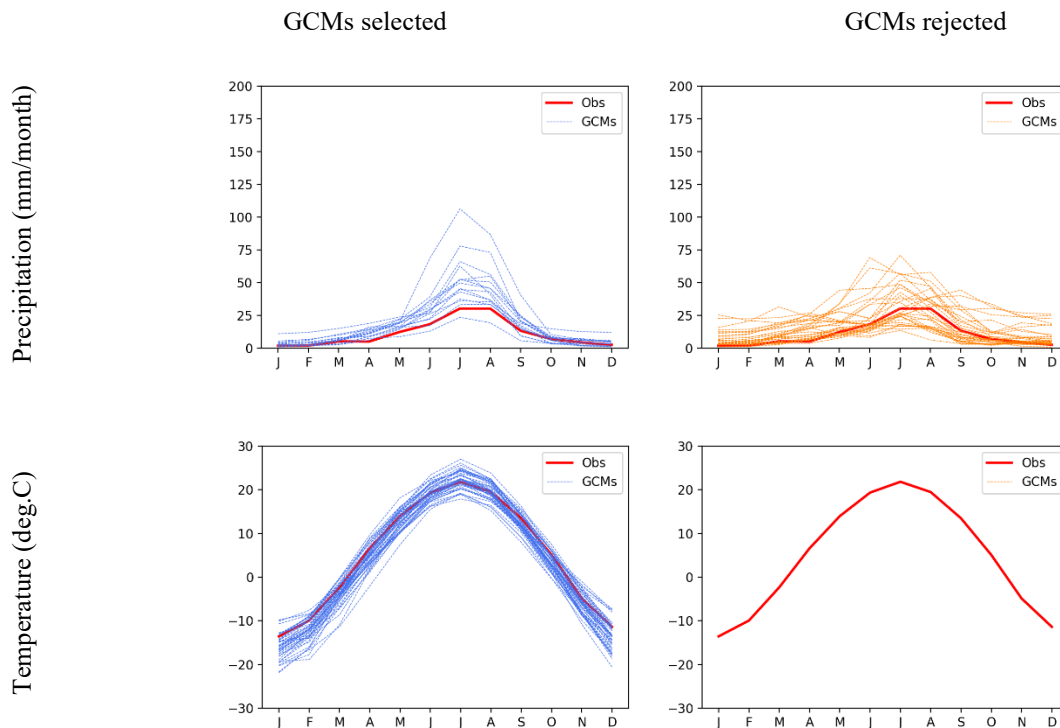 GCMs selected
GCMs rejected
Precipitation (mm/month)
200
175
150
125
100
75
50
25
0
J F M A M J J A S O N D
Obs
GCMs
200
175
150
125
100
75
50
25
0
J F M A M J J A S O N D
Obs
GCMs
Temperature (deg.C)
30
20
10
0
−10
−20
−30
J F M A M J J A S O N D
Obs
GCMs
30
20
10
0
−10
−20
−30
J F M A M J J A S O N D
Obs
GCMs